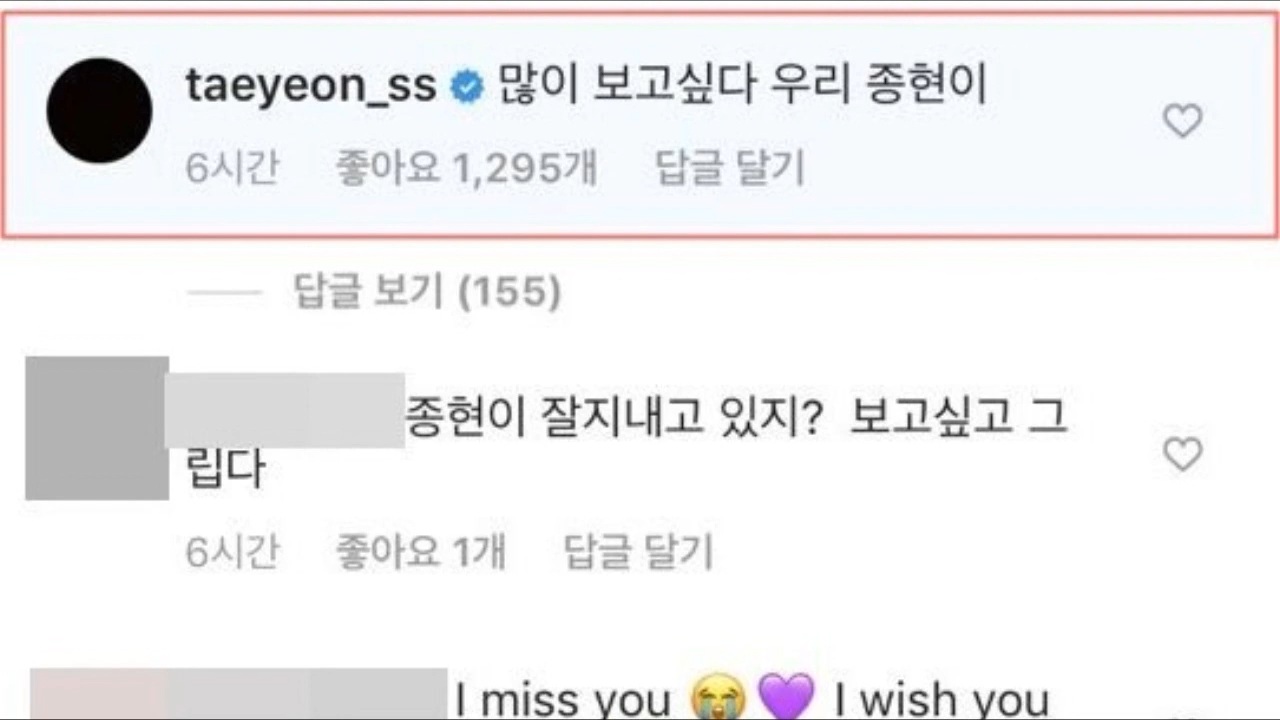 taeyeon_ss 많이 보고싶다 우리 종현이
6시간 좋아요 1,295개 답글 달기
답글 보기 (155)
종현이 잘지내고 있지? 보고싶고 그
립다
6시간 좋아요 1개 답글 달기
I miss you 😭💜 I wish you